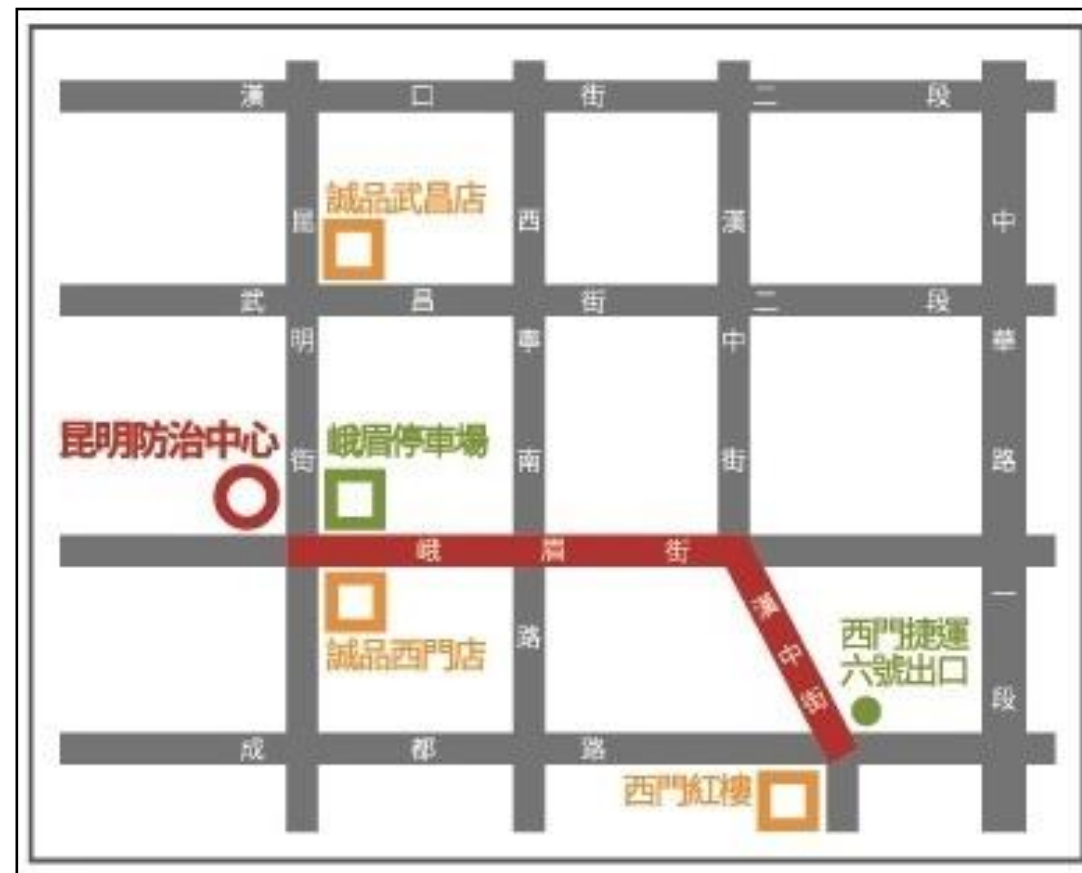 漢口街二段
誠品武昌店
昆明街
西寧南路
漢中街
中華路一段
武昌街二段
昆明防治中心
峨眉停車場
峨眉街
漢中街
誠品西門店
西門捷運
六號出口
成都路
西門紅樓